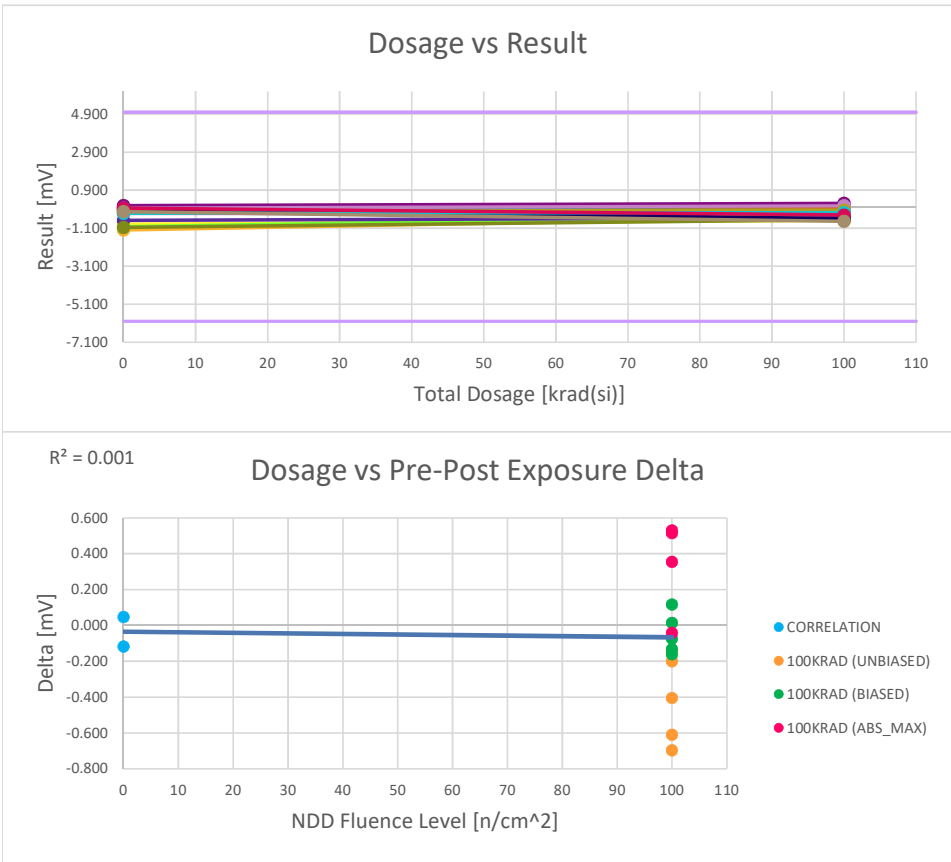 Dosage vs Result
4.900
2.900
0.900
-1.100
-3.100
-5.100
-7.100
Result [mV]
0 10 20 30 40 50 60 70 80 90 100 110
Total Dosage [krad(si)]
R² = 0.001
Dosage vs Pre-Post Exposure Delta
0.600
0.400
0.200
0.000
-0.200
-0.400
-0.600
-0.800
Delta [mV]
0 10 20 30 40 50 60 70 80 90 100 110
NDD Fluence Level [n/cm^2]
CORRELATION
100KRAD (UNBIASED)
100KRAD (BIASED)
100KRAD (ABS_MAX)